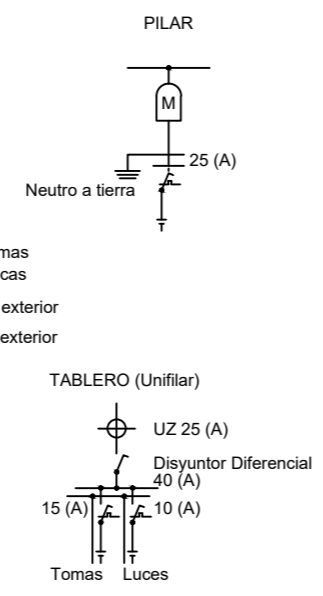 PILAR
M
25 (A)
Neutro a tierra
mas
cas
exterior
exterior
TABLERO (Unifilar)
UZ 25 (A)
Disyuntor Diferencial
40 (A)
15 (A)
10 (A)
Tomas
Luces